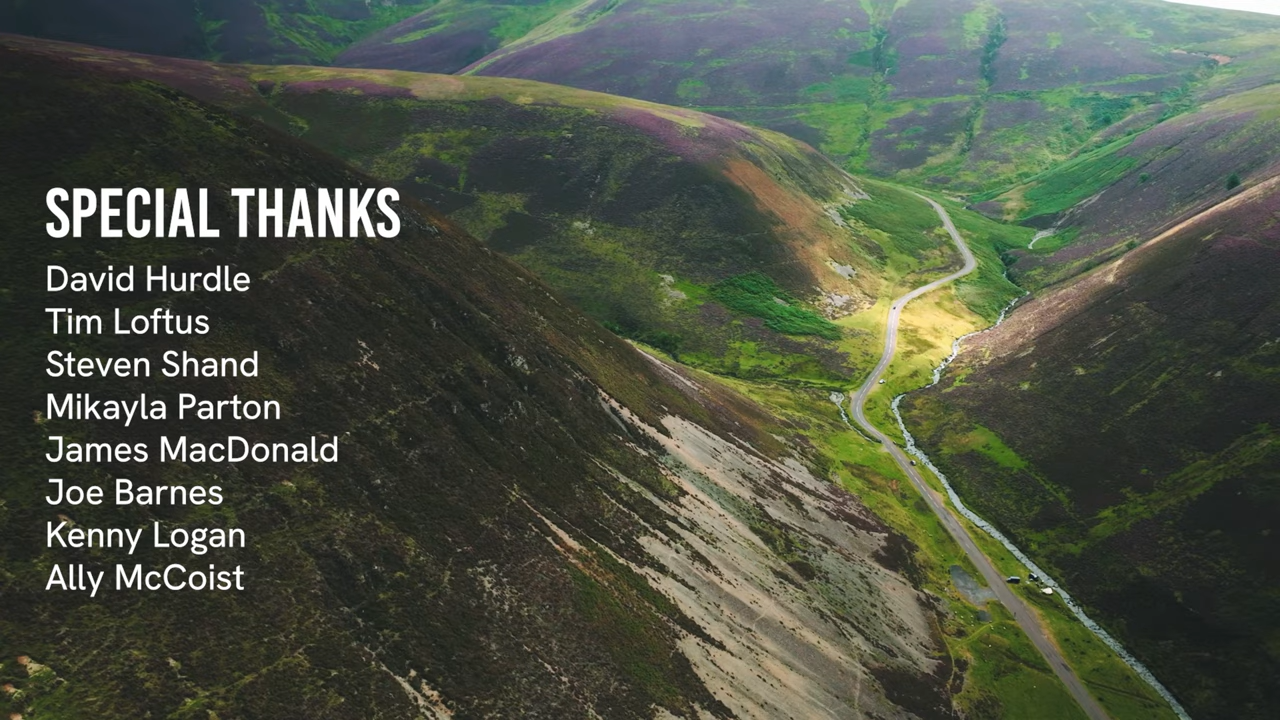 SPECIAL THANKS
David Hurdle
Tim Loftus
Steven Shand
Mikayla Parton
James MacDonald
Joe Barnes
Kenny Logan
Ally McCoist